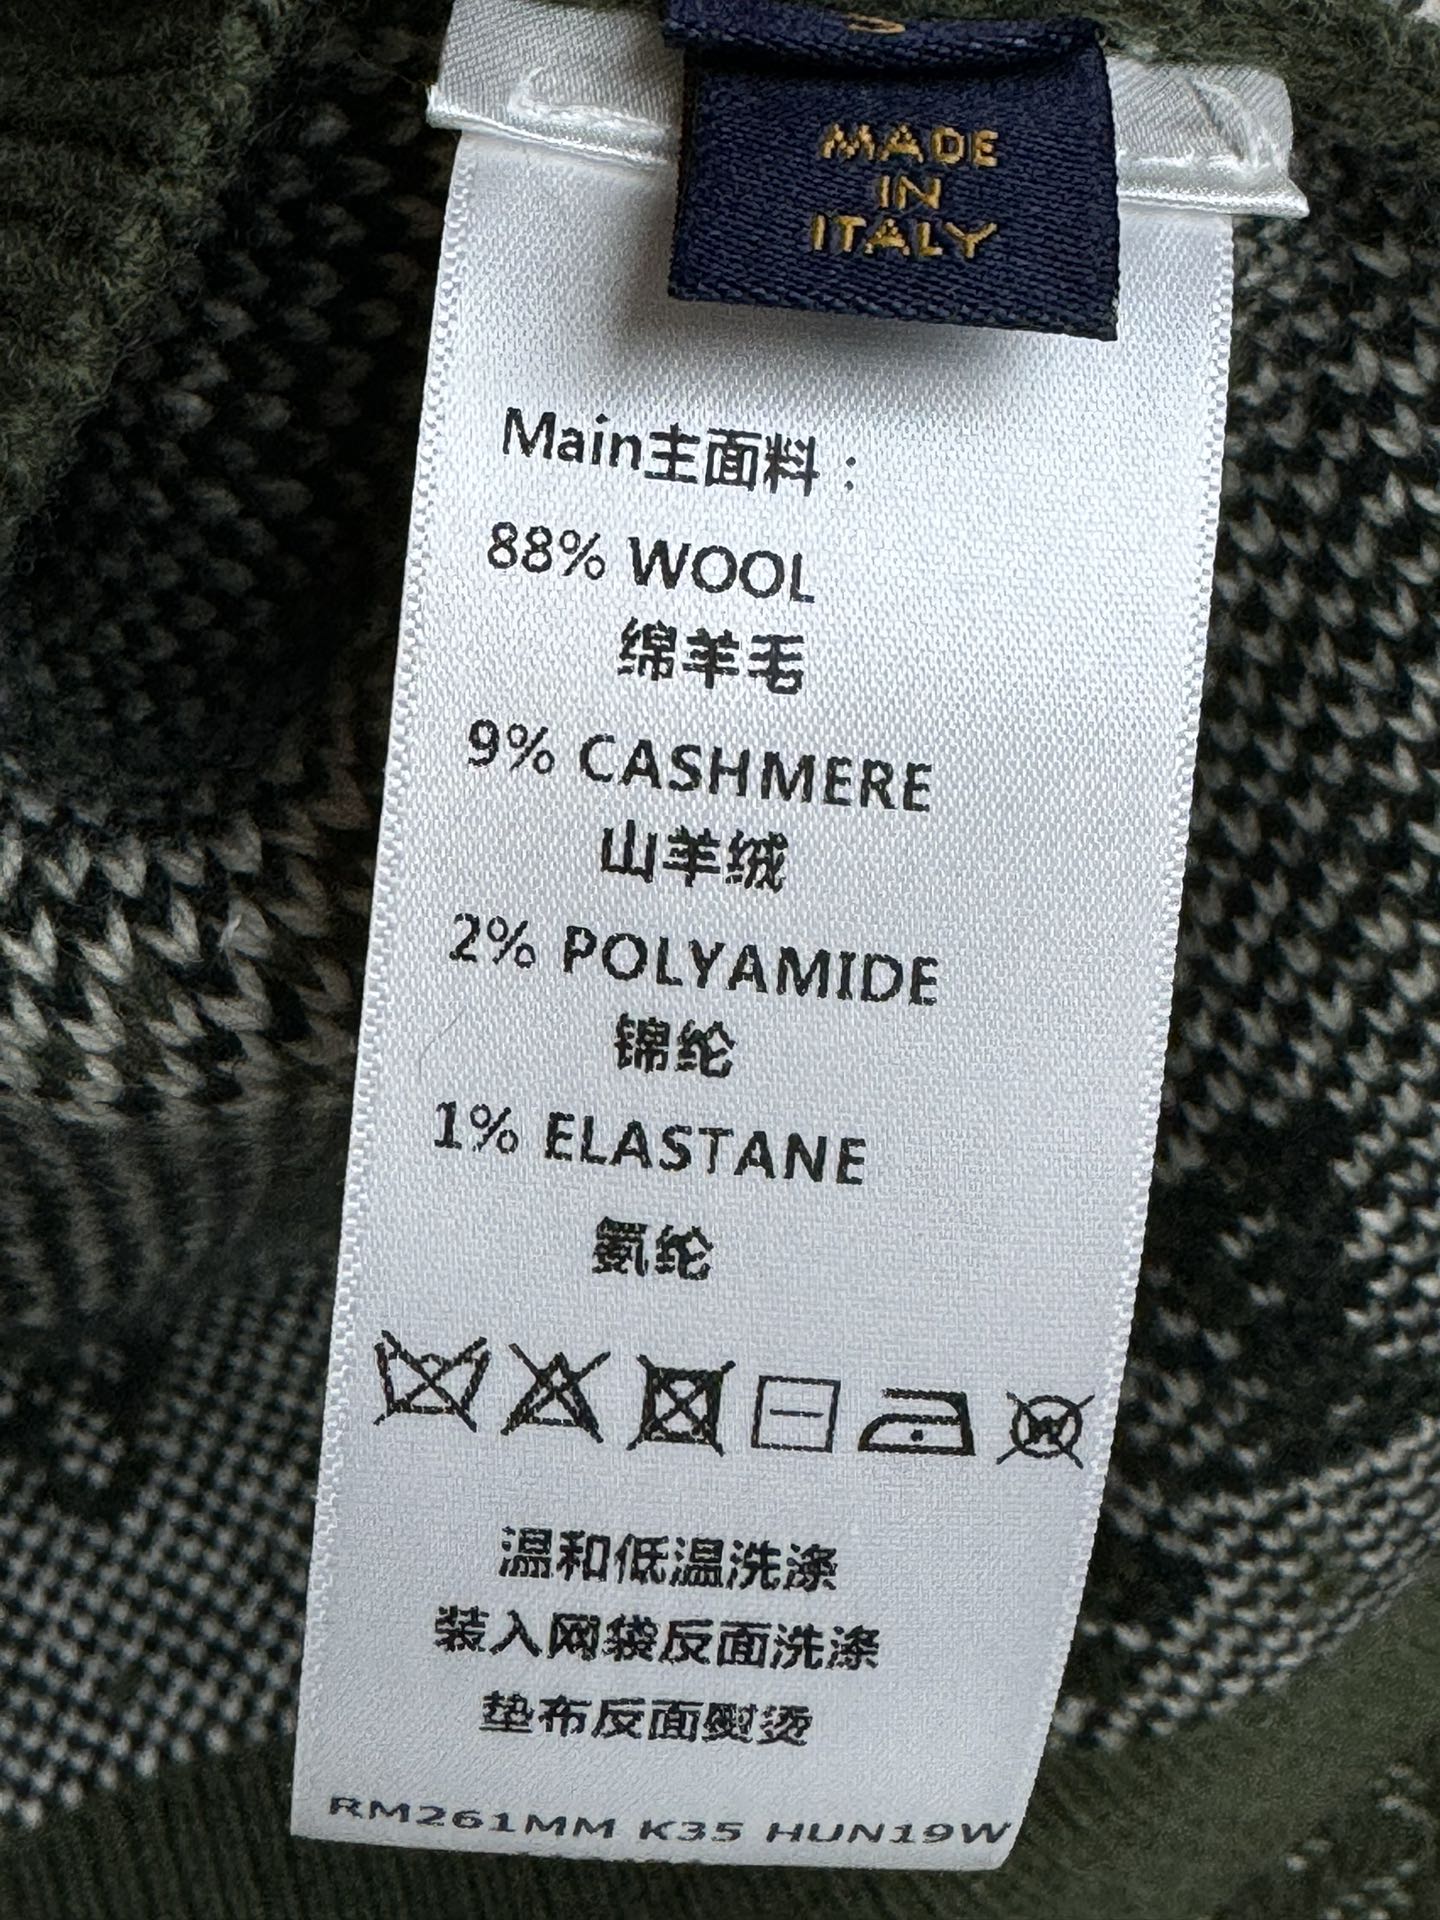 MADE
IN
ITALY
Main主面料：
88% WOOL
绵羊毛
9% CASHMERE
山羊绒
2% POLYAMIDE
锦纶
1% ELASTANE
氨纶
W
温和低温洗涤
装入网袋反面洗涤
垫布反面熨烫
RM261MM K35 HUN19W